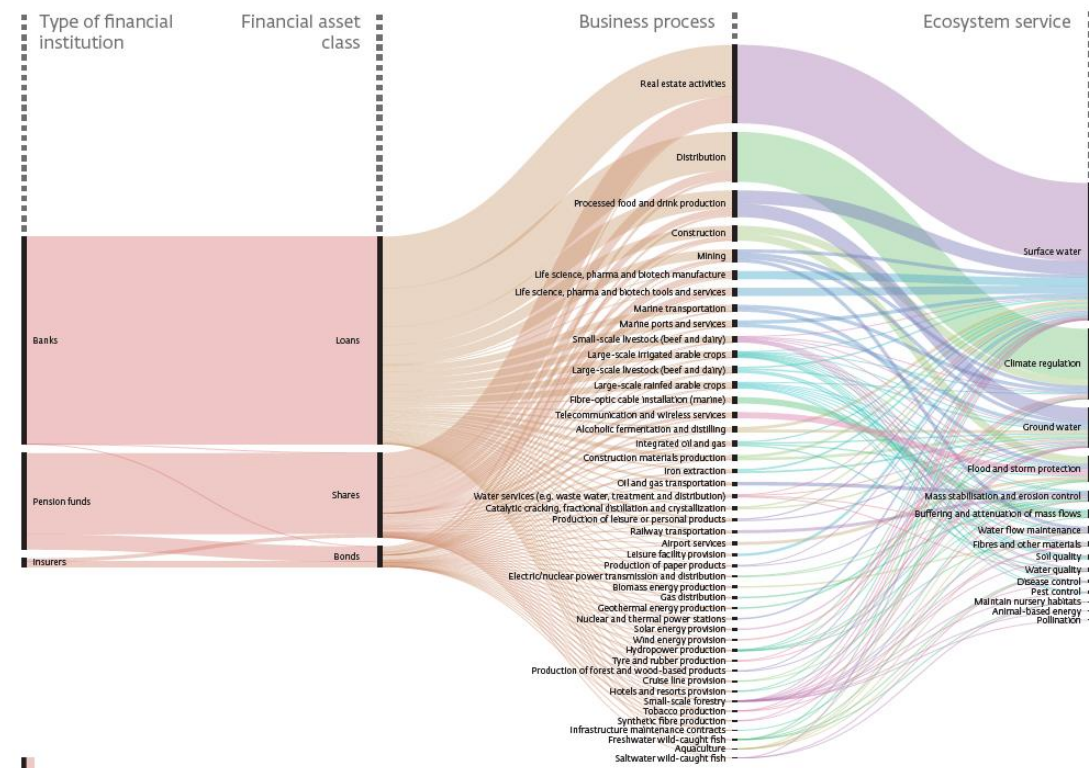 Type of financial
institution
Financial asset
class
Business process
Ecosystem service
Banks
Pension funds
Insurers
Loans
Shares
Bonds
Real estate activities
Distribution
Processed food and drink production
Construction
Mining
Life science, pharma and biotech manufacture
Life science, pharma and biotech tools and services
Marine transportation
Marine ports and services
Small-scale livestock (beef and dairy)
Large-scale irrigated arable crops
Large-scale livestock (beef and dairy)
Large-scale rainfed arable crops
Fibre-optic cable installation (marine)
Telecommunication and wireless services
Alcoholic fermentation and distilling
Integrated oil and gas
Construction materials production
Iron extraction
Oil and gas transportation
Water services (e.g. waste water, treatment and distribution)
Catalytic cracking, fractional distillation and crystallization
Production of leisure or personal products
Railway transportation
Airport services
Leisure facility provision
Production of paper products
Electric/nuclear power transmission and distribution
Biomass energy production
Gas distribution
Geothermal energy production
Nuclear and thermal power stations
Solar energy provision
Wind energy provision
Hydropower production
Tyre and rubber production
Production of forest and wood-based products
Cruise line provision
Hotels and resorts provision
Small-scale forestry
Tobacco production
Synthetic fibre production
Infrastructure maintenance contracts
Freshwater wild-caught fish
Aquaculture
Saltwater wild-caught fish
Surface water
Climate regulation
Ground water
Flood and storm protection
Mass stabilisation and erosion control
Buffering and attenuation of mass flows
Water flow maintenance
Fibres and other materials
Soil quality
Water quality
Disease control
Pest control
Maintain nursery habitats
Animal-based energy
Pollination